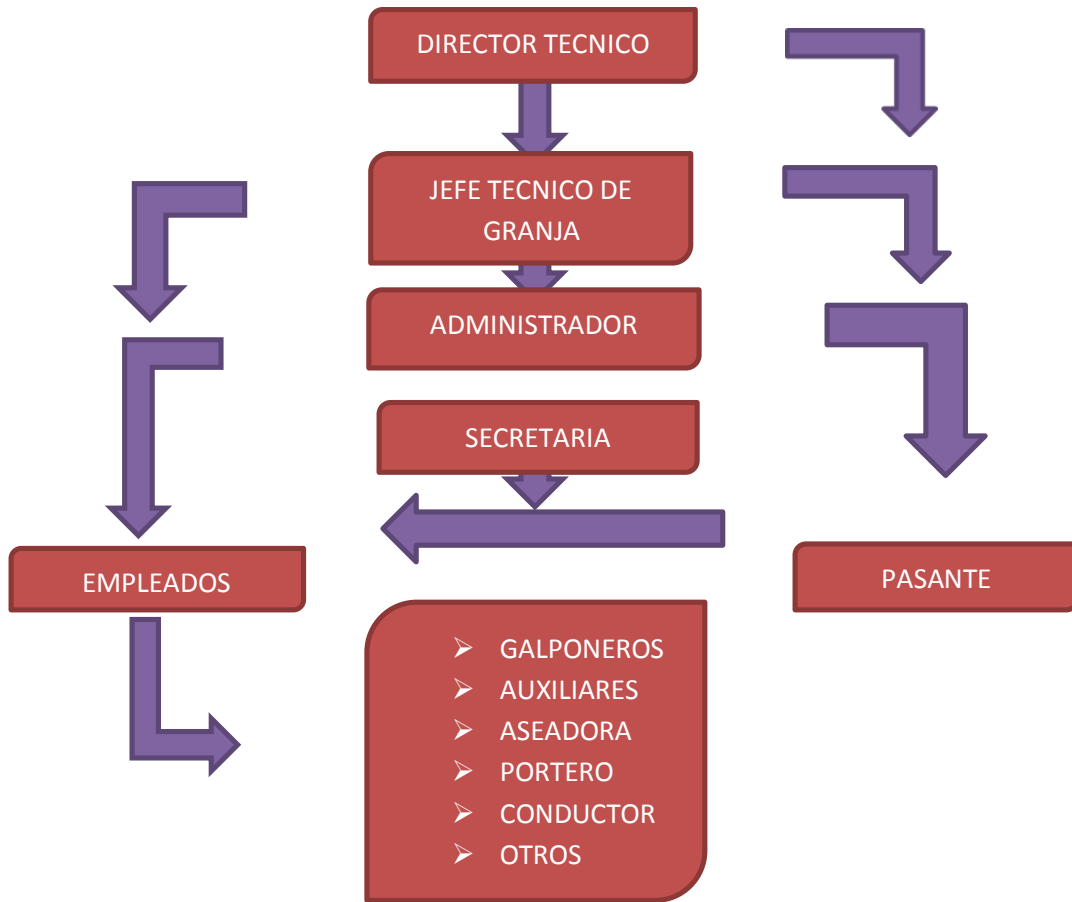 DIRECTOR TECNICO
JEFE TECNICO DE
GRANJA
ADMINISTRADOR
SECRETARIA
EMPLEADOS
PASANTE
GALPONEROS
AUXILIARES
ASEADORA
PORTERO
CONDUCTOR
OTROS